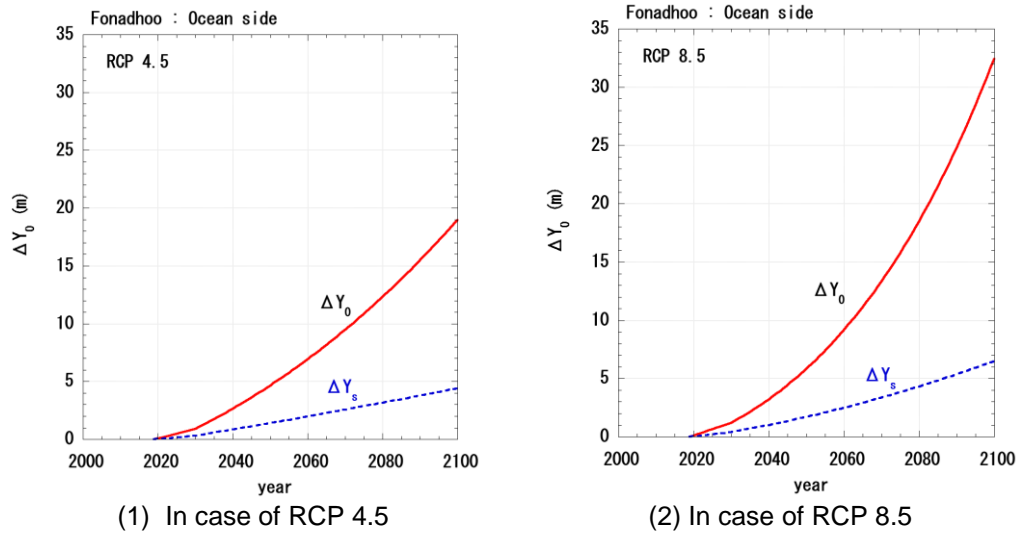 Fonadhoo : Ocean side
RCP 4.5
35
30
25
20
15
10
5
0
ΔY₀ (m)
ΔY₀
ΔYₛ
2000 2020 2040 2060 2080 2100
year
(1) In case of RCP 4.5
Fonadhoo : Ocean side
RCP 8.5
35
30
25
20
15
10
5
0
ΔY₀ (m)
ΔY₀
ΔYₛ
2000 2020 2040 2060 2080 2100
year
(2) In case of RCP 8.5